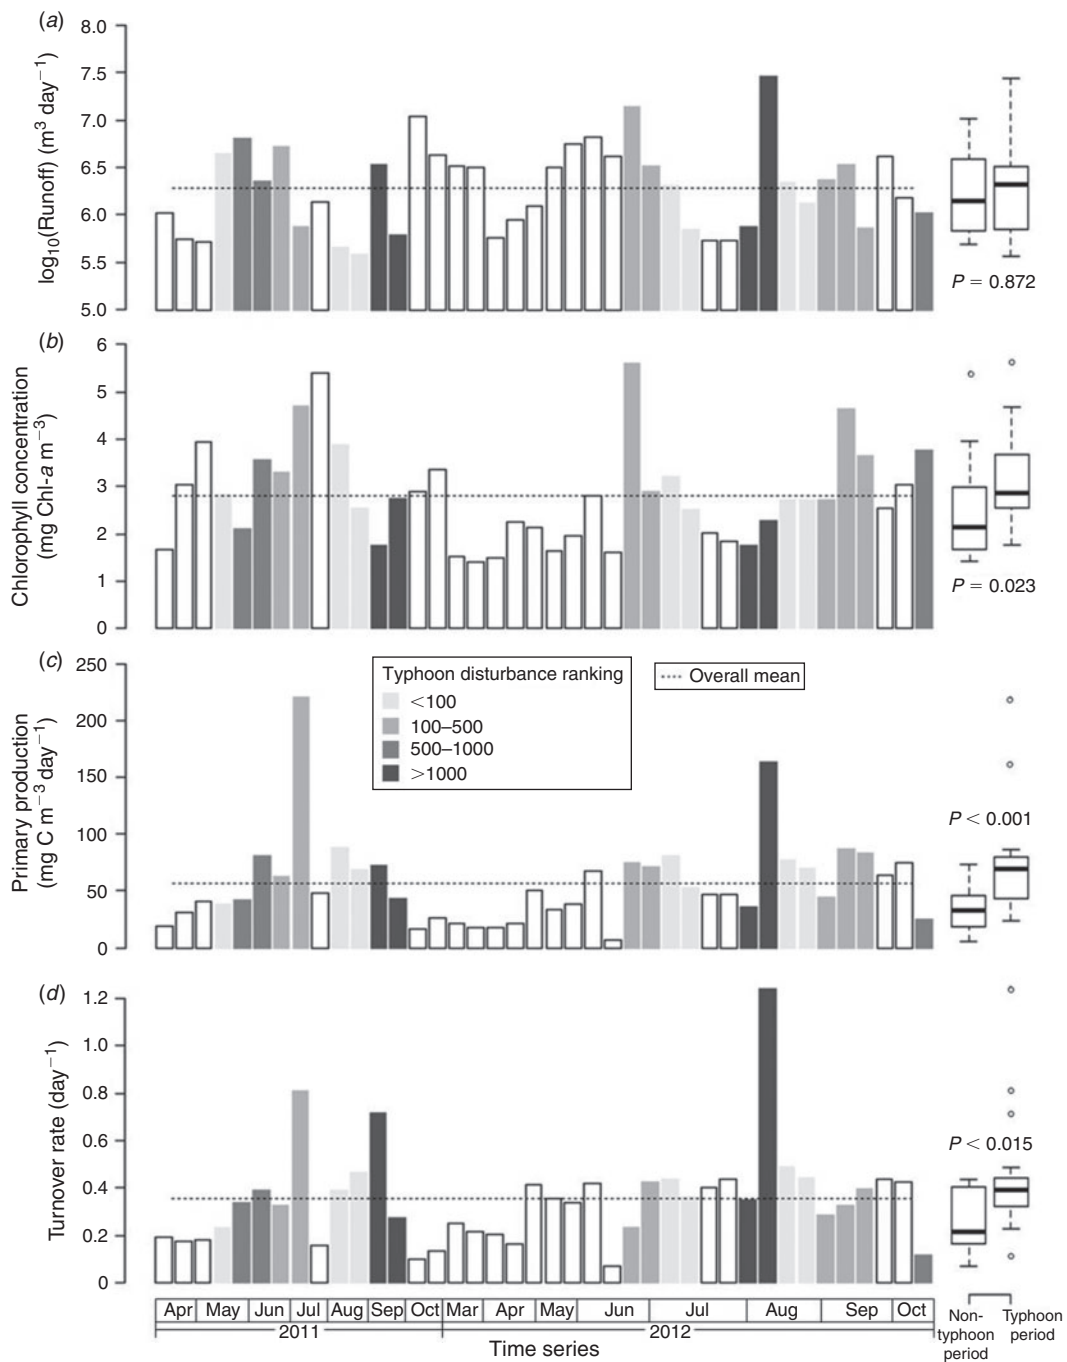 (a)
8.0
7.5
7.0
6.5
6.0
5.5
5.0
log10(Runoff) (m3 day−1)
P = 0.872
(b)
6
5
4
3
2
1
0
Chlorophyll concentration
(mg Chl-a m−3)
P = 0.023
(c)
250
200
150
100
50
0
Primary production
(mg C m−3 day−1)
Typhoon disturbance ranking
<100
100–500
500–1000
>1000
Overall mean
P < 0.001
(d)
1.2
1.0
0.8
0.6
0.4
0.2
0
Turnover rate (day−1)
P < 0.015
Apr May Jun Jul Aug Sep Oct Mar Apr May Jun Jul Aug Sep Oct
2011 2012
Time series
Non-
typhoon
period
Typhoon
period